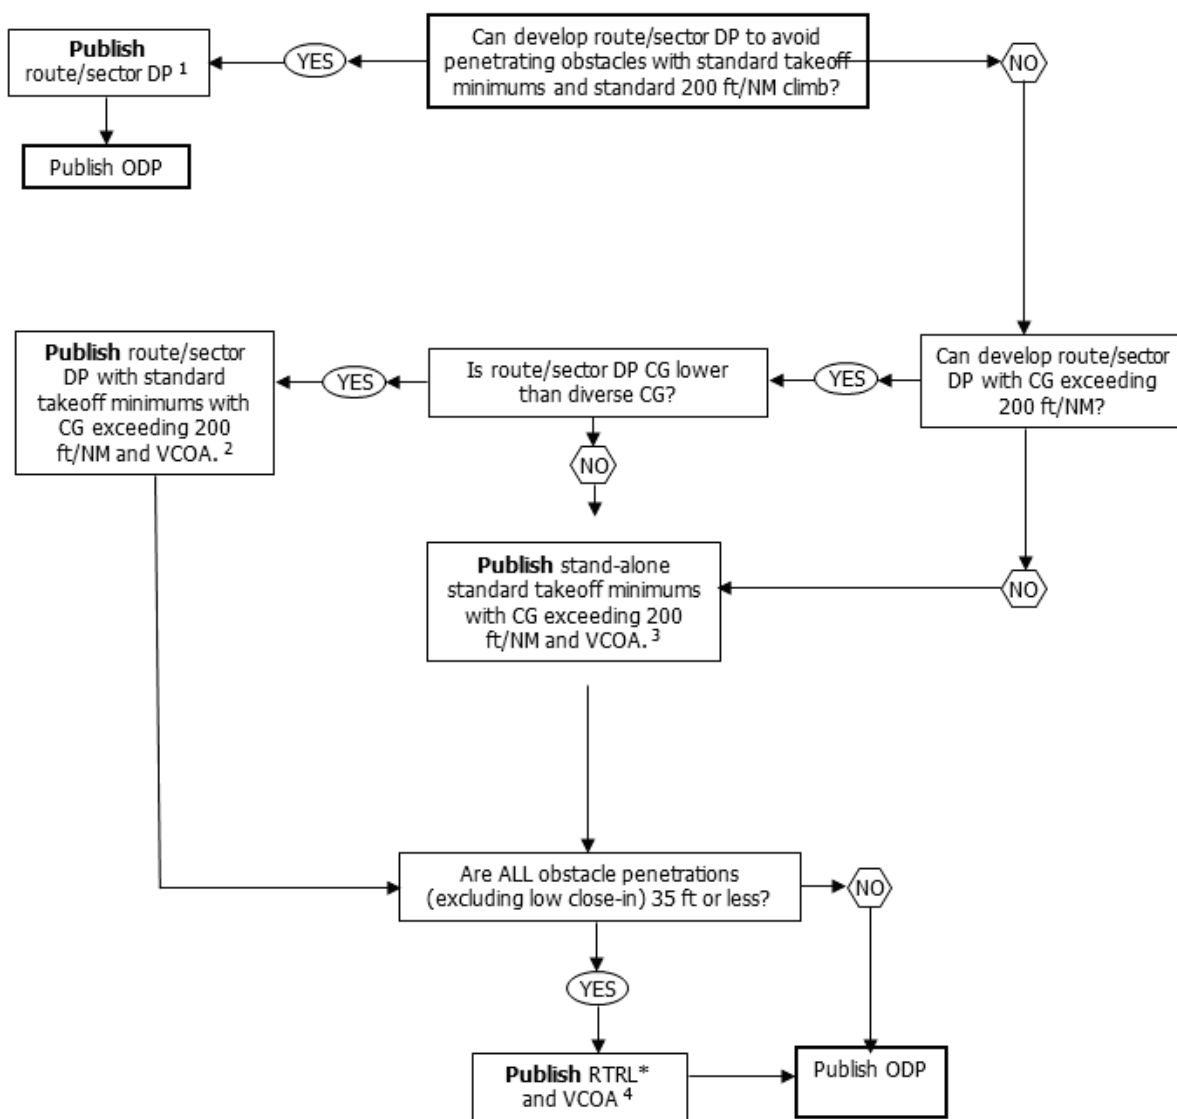 Can develop route/sector DP to avoid
penetrating obstacles with standard takeoff
minimums and standard 200 ft/NM climb?
YES
NO
Publish
route/sector DP 1
Publish ODP
Can develop route/sector
DP with CG exceeding
200 ft/NM?
YES
Is route/sector DP CG lower
than diverse CG?
YES
Publish route/sector
DP with standard
takeoff minimums with
CG exceeding 200
ft/NM and VCOA. 2
NO
NO
Publish stand-alone
standard takeoff minimums
with CG exceeding 200
ft/NM and VCOA. 3
Are ALL obstacle penetrations
(excluding low close-in) 35 ft or less?
NO
YES
Publish RTRL*
and VCOA 4
Publish ODP